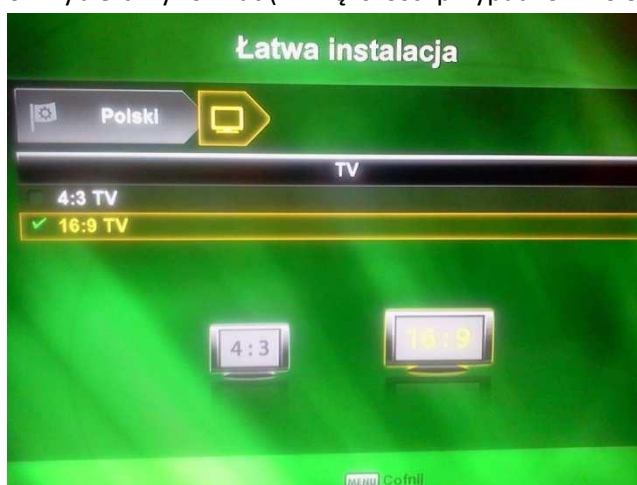 Łatwa instalacja
Polski
TV
4:3 TV
16:9 TV
4:3
16:9
MENU Cofnij